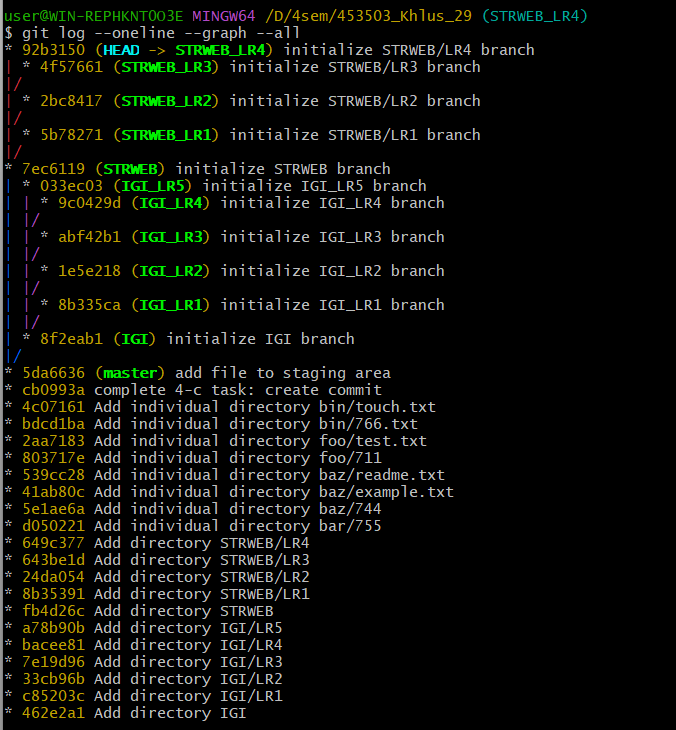 user@WIN-REPHKNTOO3E MINGW64 /D/4sem/453503_Khlus_29 (STRWEB_LR4)
$ git log --oneline --graph --all
* 92b3150 (HEAD -> STRWEB_LR4) initialize STRWEB/LR4 branch
| * 4f57661 (STRWEB_LR3) initialize STRWEB/LR3 branch
|/
| * 2bc8417 (STRWEB_LR2) initialize STRWEB/LR2 branch
|/
| * 5b78271 (STRWEB_LR1) initialize STRWEB/LR1 branch
|/
* 7ec6119 (STRWEB) initialize STRWEB branch
| * 033ec03 (IGI_LR5) initialize IGI_LR5 branch
| | * 9c0429d (IGI_LR4) initialize IGI_LR4 branch
| |/
| | * abf42b1 (IGI_LR3) initialize IGI_LR3 branch
| |/
| | * 1e5e218 (IGI_LR2) initialize IGI_LR2 branch
| |/
| | * 8b335ca (IGI_LR1) initialize IGI_LR1 branch
| |/
| * 8f2eab1 (IGI) initialize IGI branch
|/
* 5da6636 (master) add file to staging area
* cb0993a complete 4-c task: create commit
* 4c07161 Add individual directory bin/touch.txt
* bdcd1ba Add individual directory bin/766.txt
* 2aa7183 Add individual directory foo/test.txt
* 803717e Add individual directory foo/711
* 539cc28 Add individual directory baz/readme.txt
* 41ab80c Add individual directory baz/example.txt
* 5e1ae6a Add individual directory baz/744
* d050221 Add individual directory bar/755
* 649c377 Add directory STRWEB/LR4
* 643be1d Add directory STRWEB/LR3
* 24da054 Add directory STRWEB/LR2
* 8b35391 Add directory STRWEB/LR1
* fb4d26c Add directory STRWEB
* a78b90b Add directory IGI/LR5
* bacee81 Add directory IGI/LR4
* 7e19d96 Add directory IGI/LR3
* 33cb96b Add directory IGI/LR2
* c85203c Add directory IGI/LR1
* 462e2a1 Add directory IGI